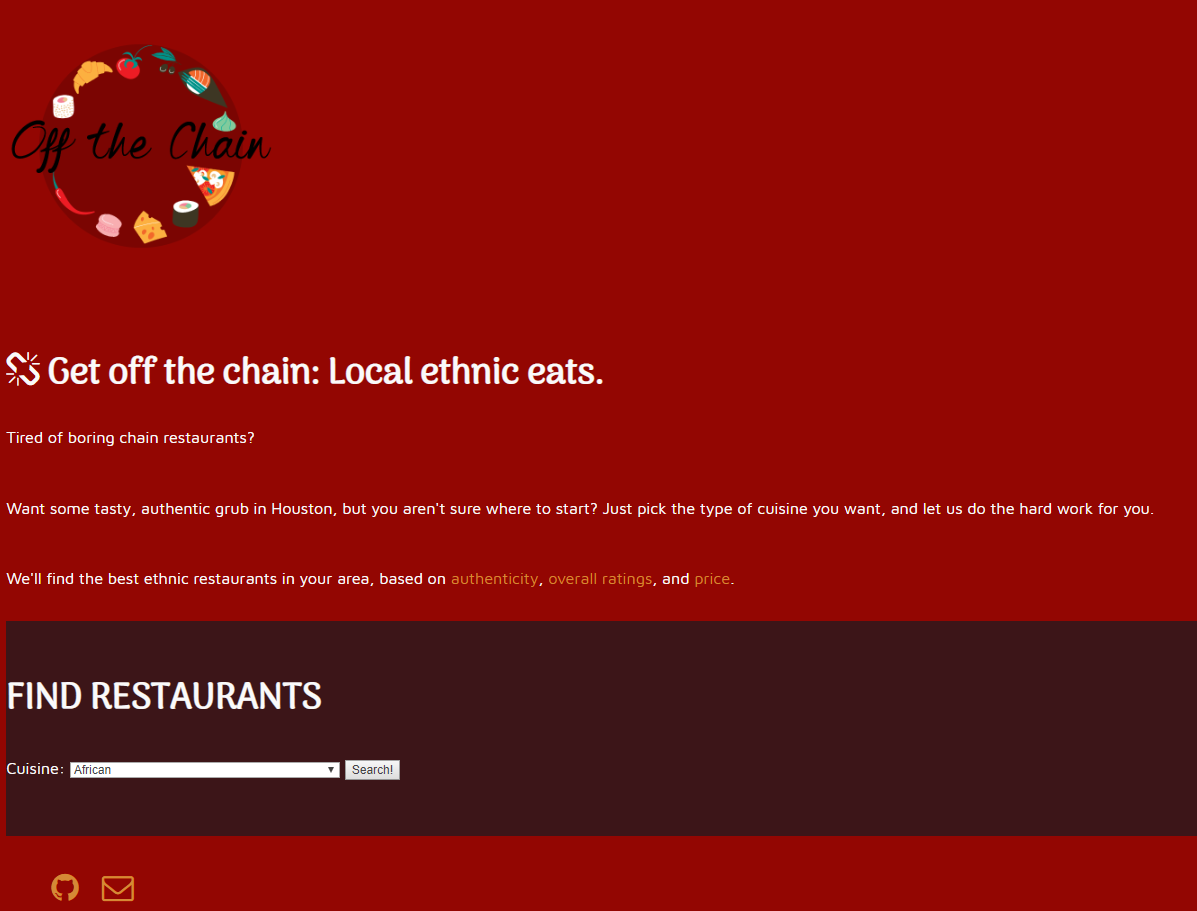 Off the Chain
Get off the chain: Local ethnic eats.
Tired of boring chain restaurants?
Want some tasty, authentic grub in Houston, but you aren't sure where to start? Just pick the type of cuisine you want, and let us do the hard work for you.
We'll find the best ethnic restaurants in your area, based on authenticity, overall ratings, and price.
FIND RESTAURANTS
Cuisine: African Search!